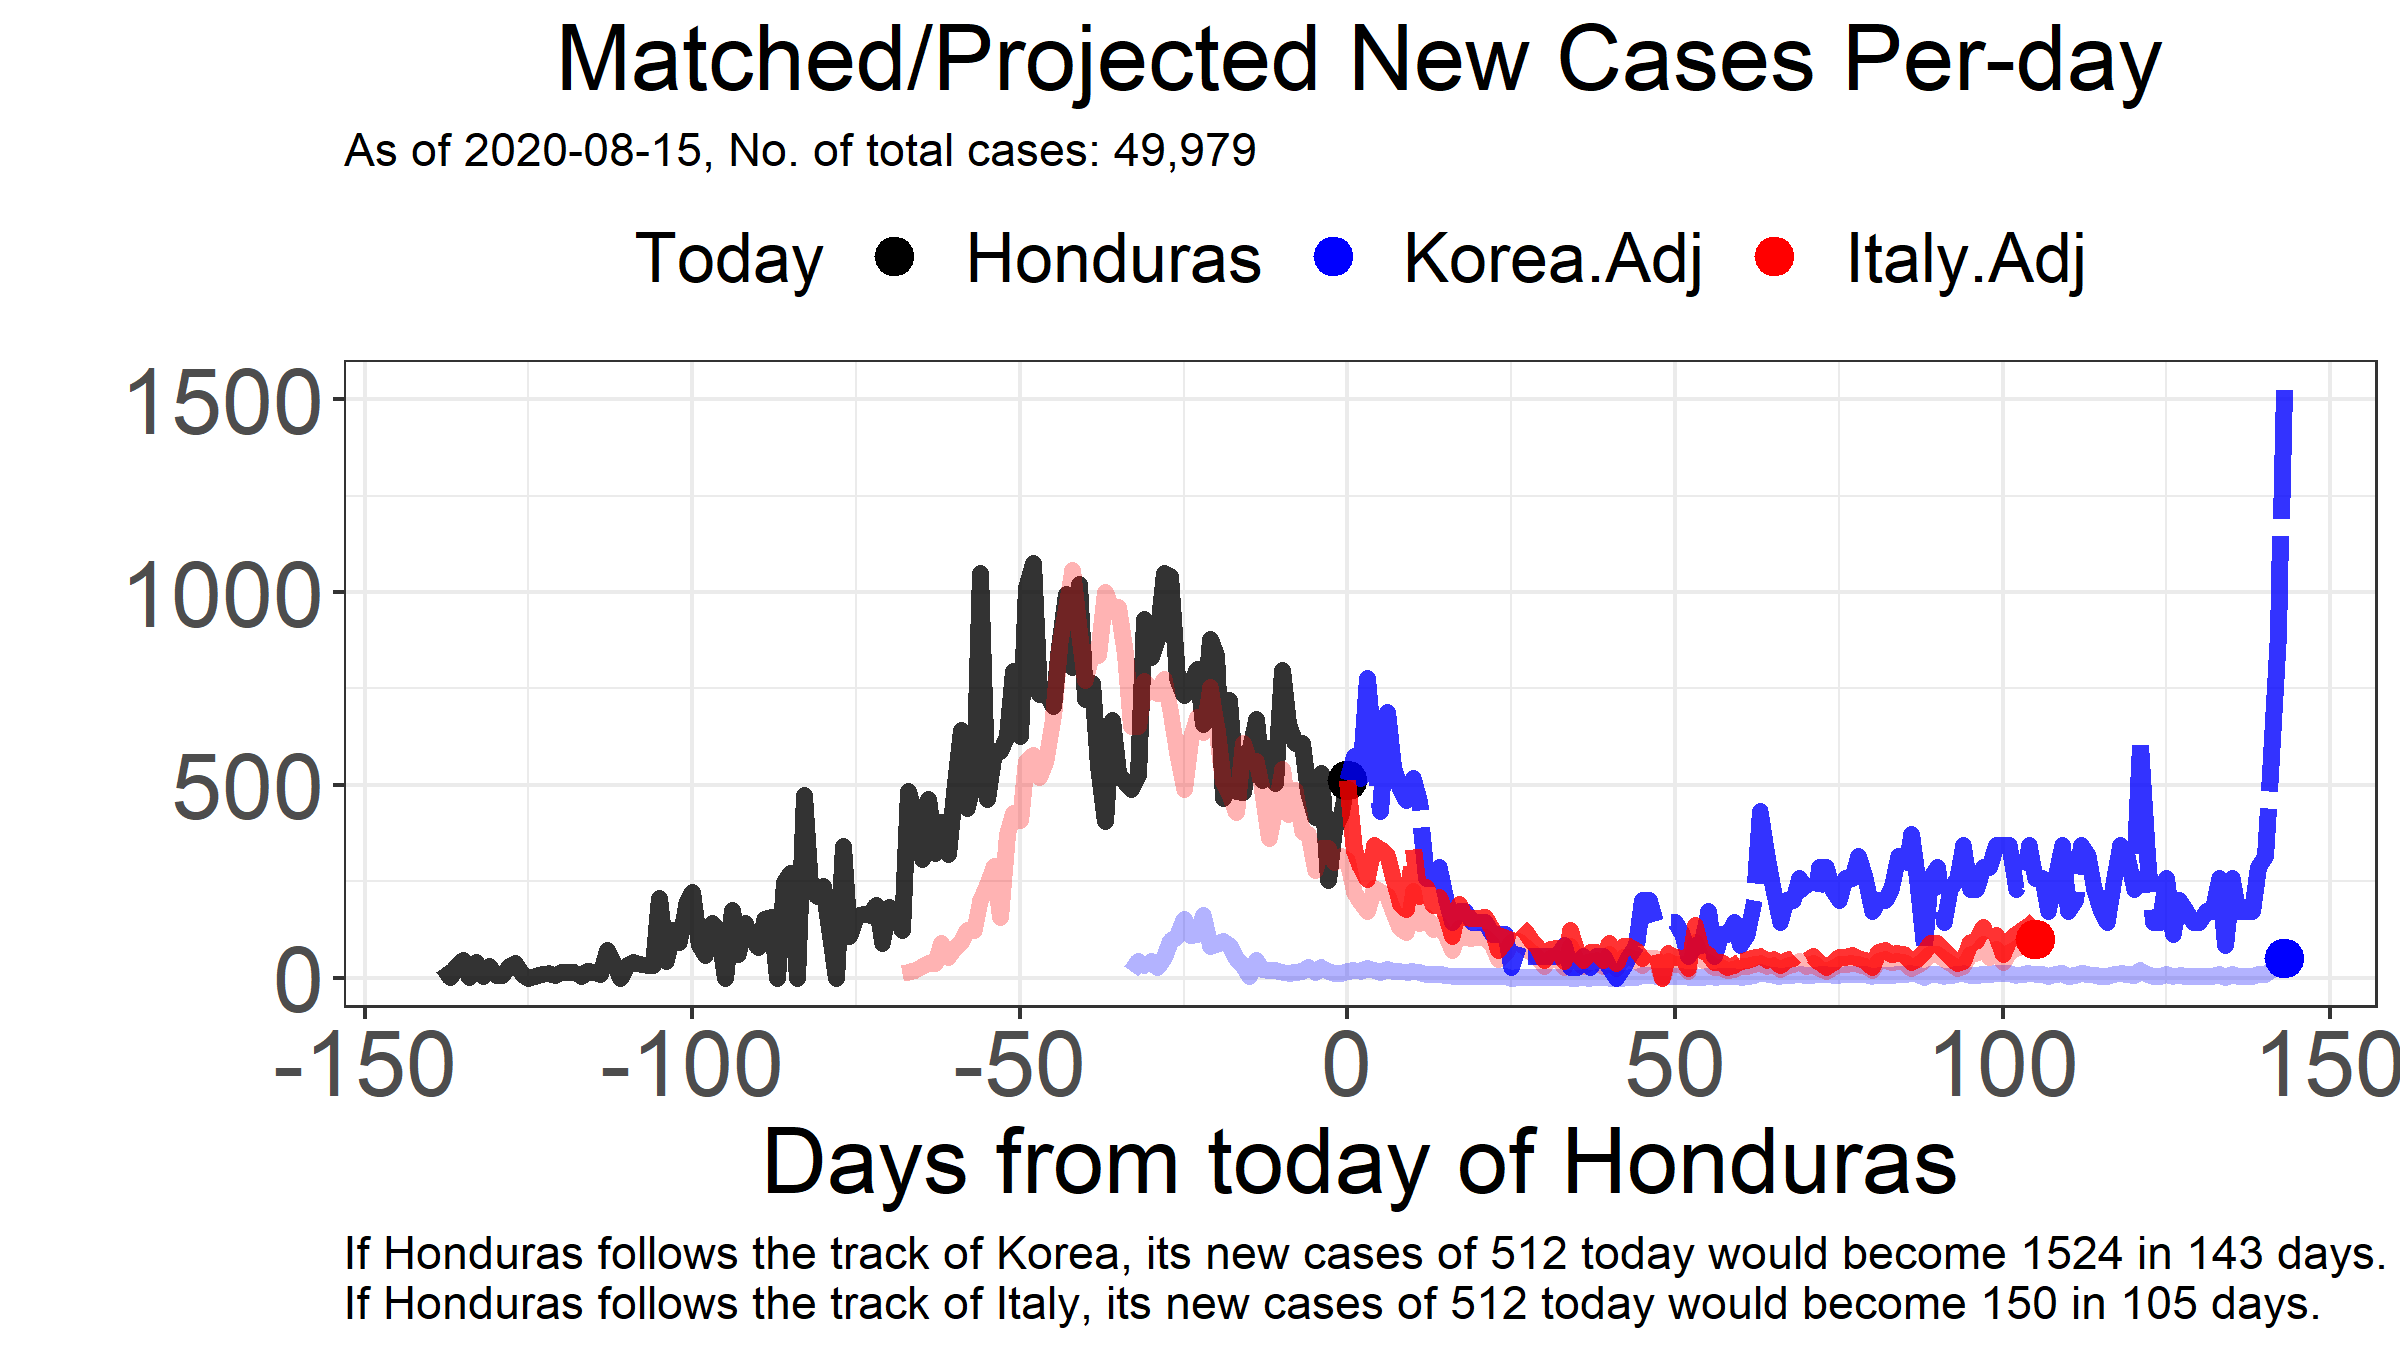 Matched/Projected New Cases Per-day
As of 2020-08-15, No. of total cases: 49,979
Today Honduras Korea.Adj Italy.Adj
1500
1000
500
0
-150 -100 -50 0 50 100 150
Days from today of Honduras
If Honduras follows the track of Korea, its new cases of 512 today would become 1524 in 143 days.
If Honduras follows the track of Italy, its new cases of 512 today would become 150 in 105 days.